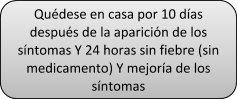 Quédese en casa por 10 días
después de la aparición de los
síntomas Y 24 horas sin fiebre (sin
medicamento) Y mejoría de los
síntomas